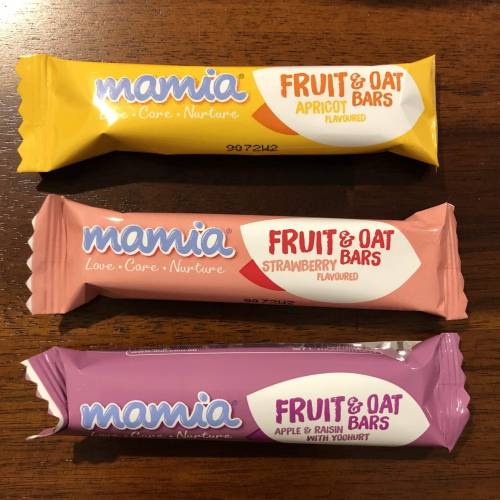 mamia®
Love • Care • Nurture
FRUIT & OAT
BARS
APRICOT
FLAVOURED
9072W2
mamia®
Love • Care • Nurture
FRUIT & OAT
BARS
STRAWBERRY
FLAVOURED
9072W2
mamia®
Love • Care • Nurture
FRUIT & OAT
BARS
APPLE & RAISIN
WITH YOGHURT